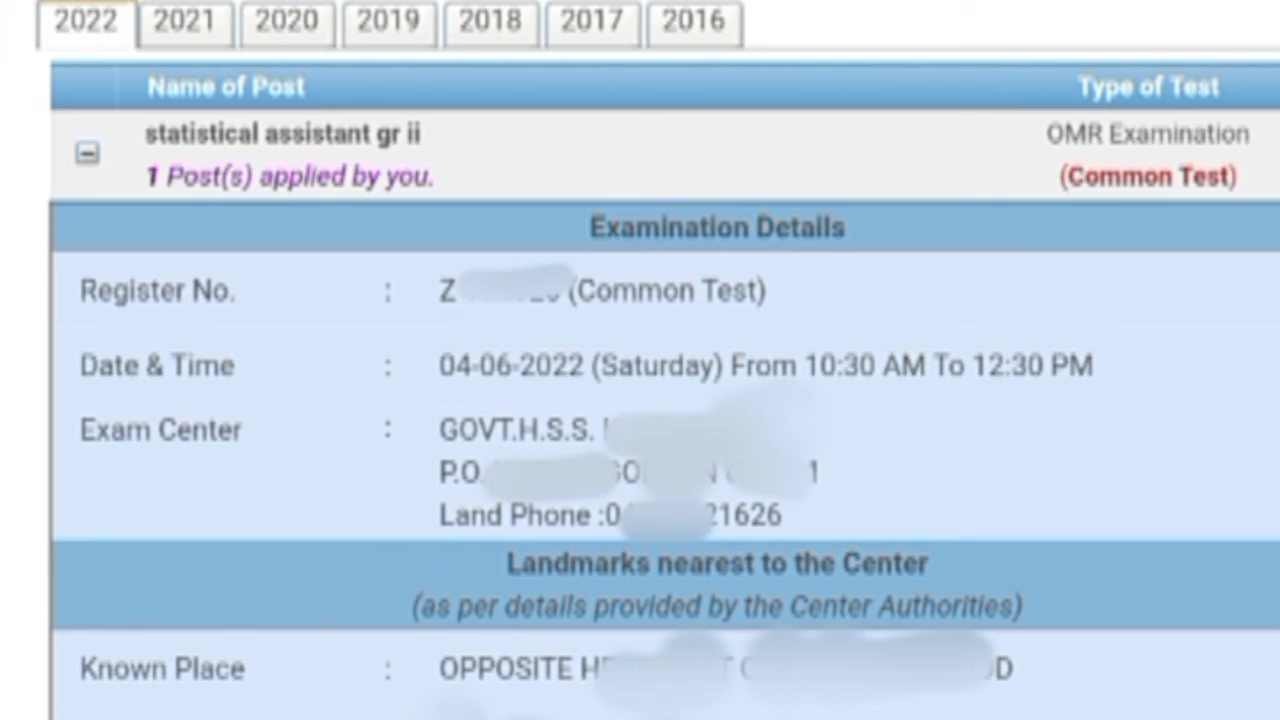 2022 2021 2020 2019 2018 2017 2016
Name of Post Type of Test
statistical assistant gr ii OMR Examination
1 Post(s) applied by you. (Common Test)
Examination Details
Register No. : Z (Common Test)
Date & Time : 04-06-2022 (Saturday) From 10:30 AM To 12:30 PM
Exam Center : GOVT.H.S.S.
P.O.
Land Phone :0 21626
Landmarks nearest to the Center
(as per details provided by the Center Authorities)
Known Place : OPPOSITE